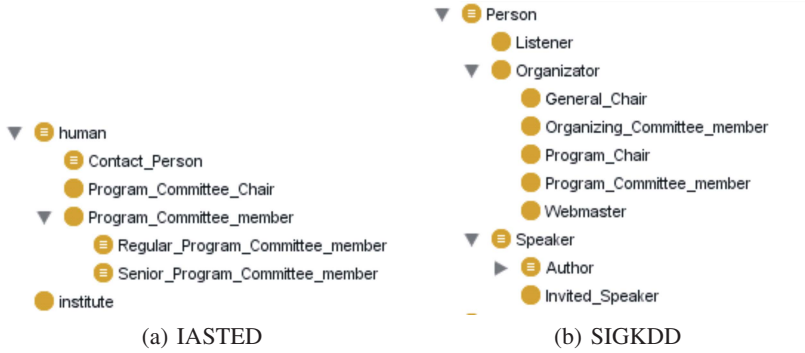 human
Contact_Person
Program_Committee_Chair
Program_Committee_member
Regular_Program_Committee_member
Senior_Program_Committee_member
institute
(a) IASTED
Person
Listener
Organizator
General_Chair
Organizing_Committee_member
Program_Chair
Program_Committee_member
Webmaster
Speaker
Author
Invited_Speaker
(b) SIGKDD